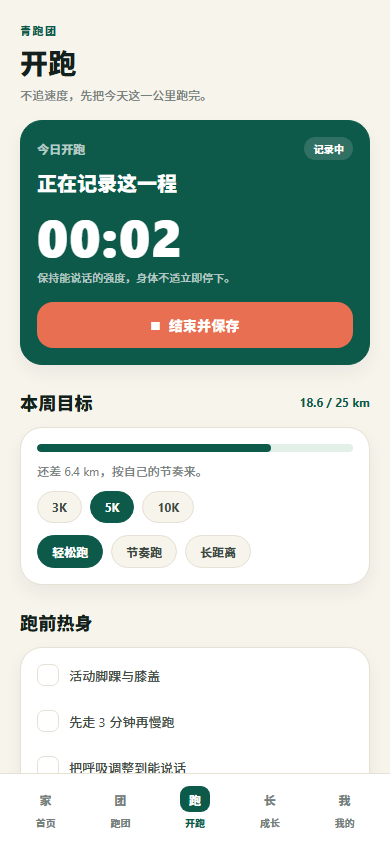 青跑团
开跑
不追速度，先把今天这一公里跑完。
今日开跑
记录中
正在记录这一程
00:02
保持能说话的强度，身体不适立即停下。
■ 结束并保存
本周目标
18.6 / 25 km
还差 6.4 km，按自己的节奏来。
3K 5K 10K
轻松跑 节奏跑 长距离
跑前热身
活动脚踝与膝盖
先走 3 分钟再慢跑
把呼吸调整到能说话
家 团 跑 长 我
首页 跑团 开跑 成长 我的